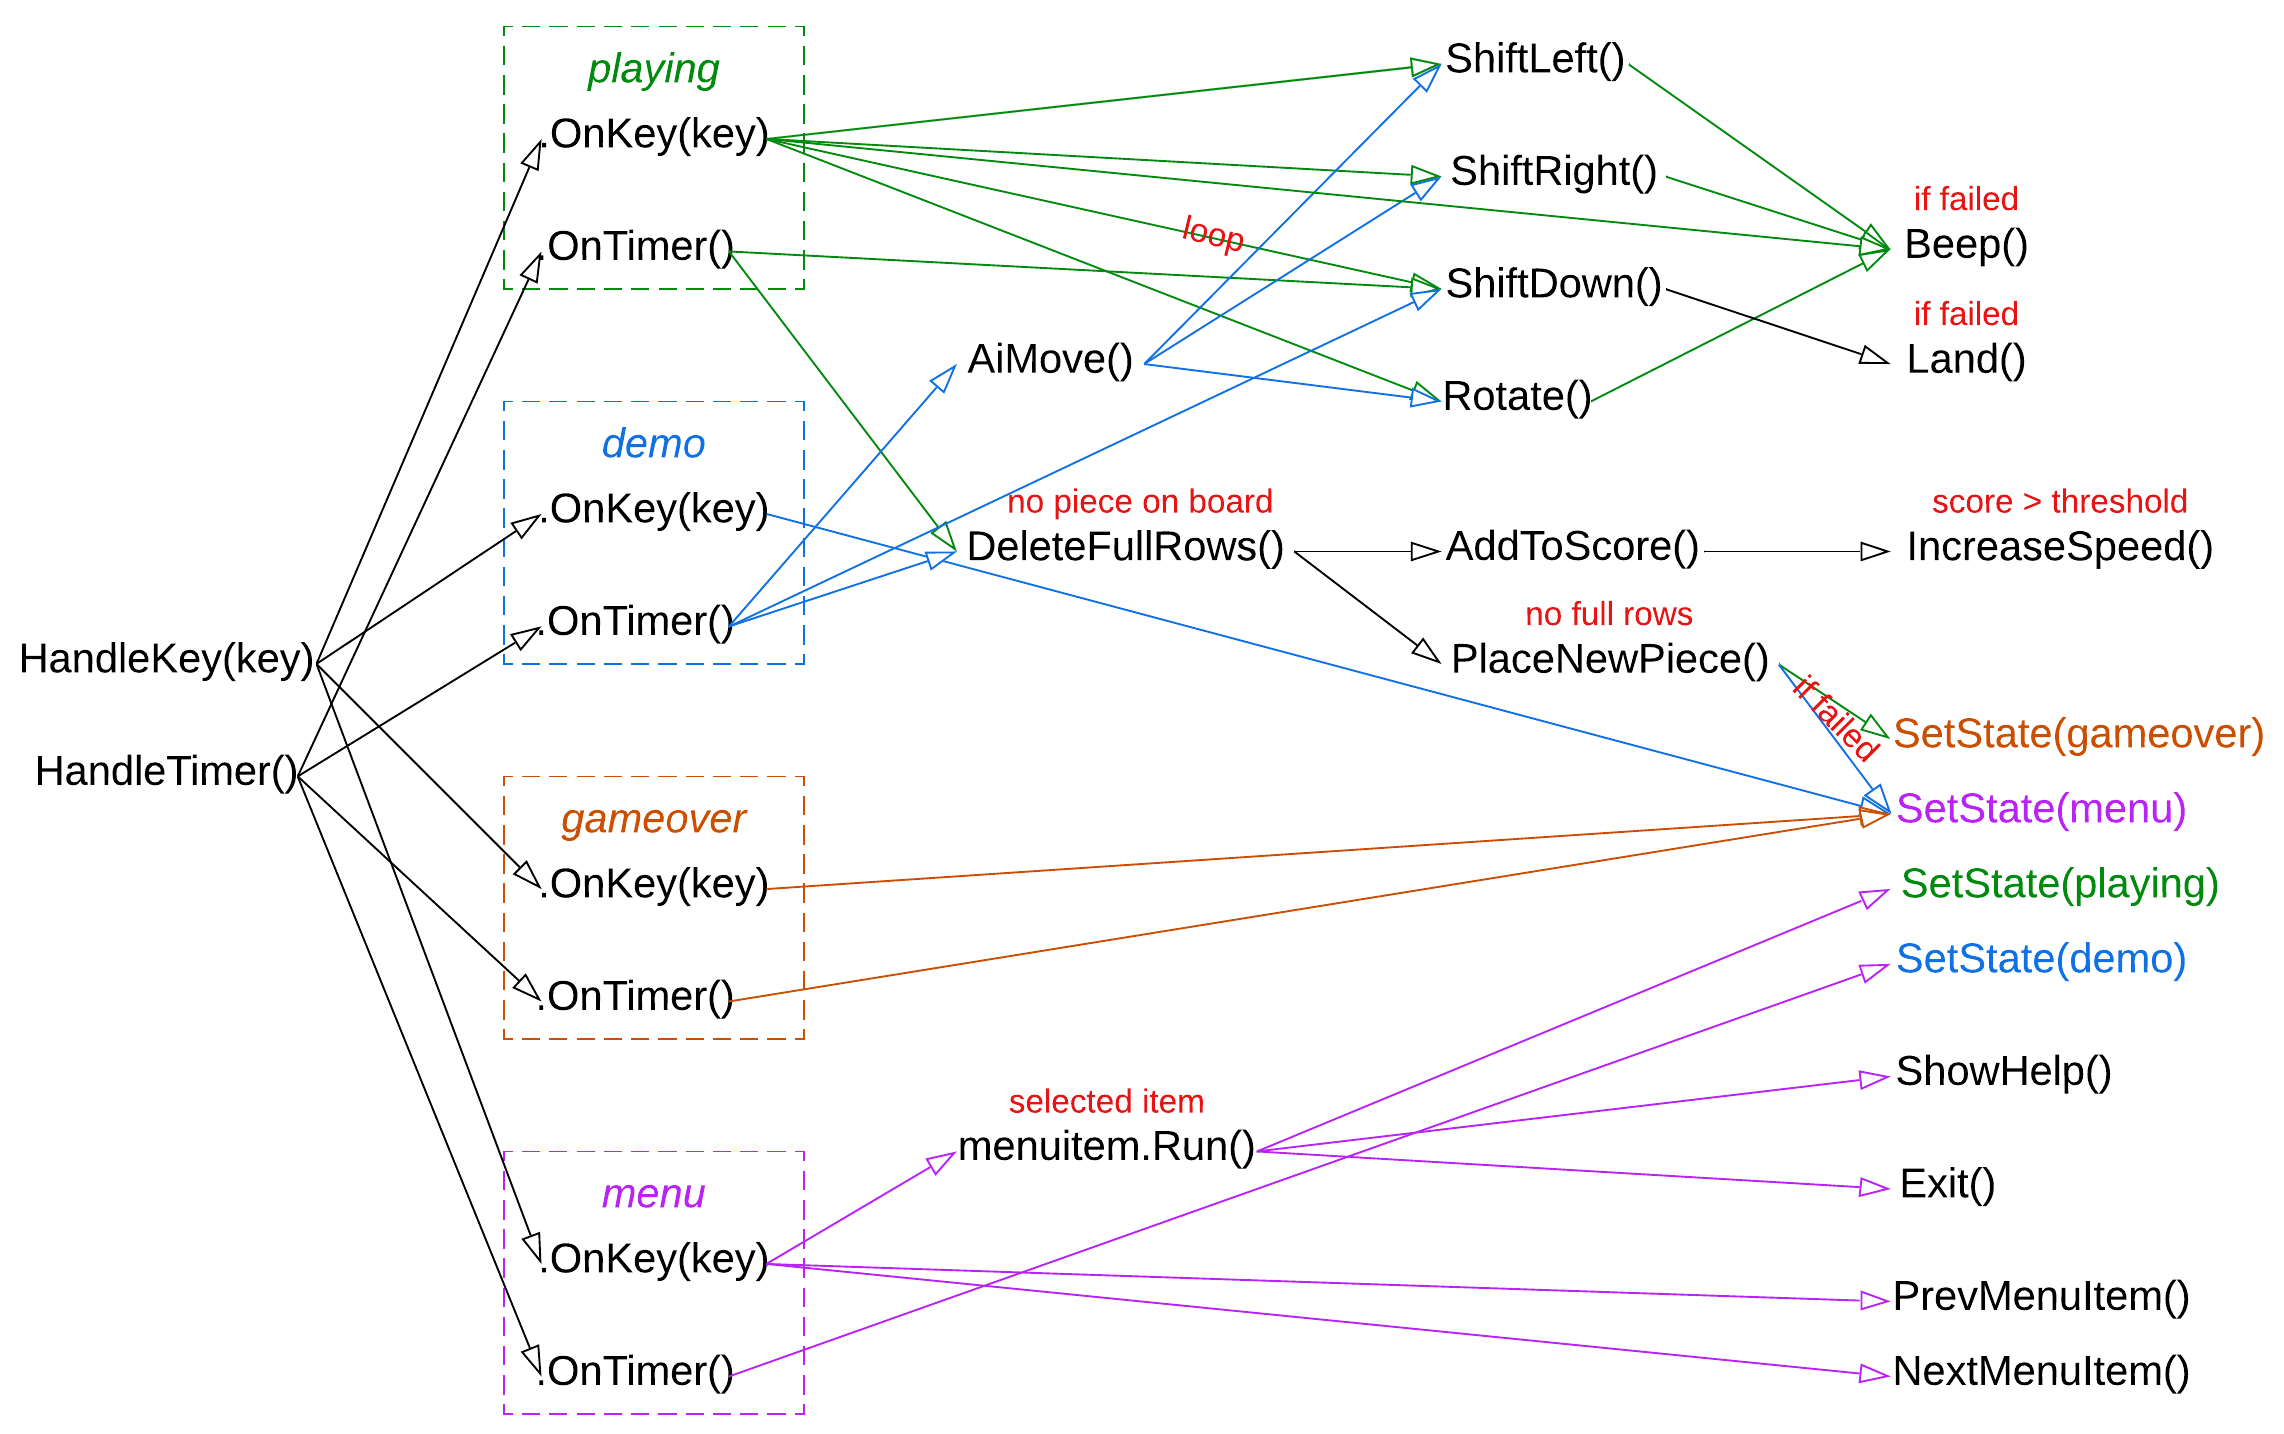 HandleKey(key)
HandleTimer()
playing
.OnKey(key)
.OnTimer()
demo
.OnKey(key)
.OnTimer()
gameover
.OnKey(key)
.OnTimer()
menu
.OnKey(key)
.OnTimer()
AiMove()
no piece on board
DeleteFullRows()
selected item
menuitem.Run()
loop
ShiftLeft()
ShiftRight()
ShiftDown()
Rotate()
AddToScore()
no full rows
PlaceNewPiece()
if failed
if failed
Beep()
if failed
Land()
score > threshold
IncreaseSpeed()
SetState(gameover)
SetState(menu)
SetState(playing)
SetState(demo)
ShowHelp()
Exit()
PrevMenuItem()
NextMenuItem()